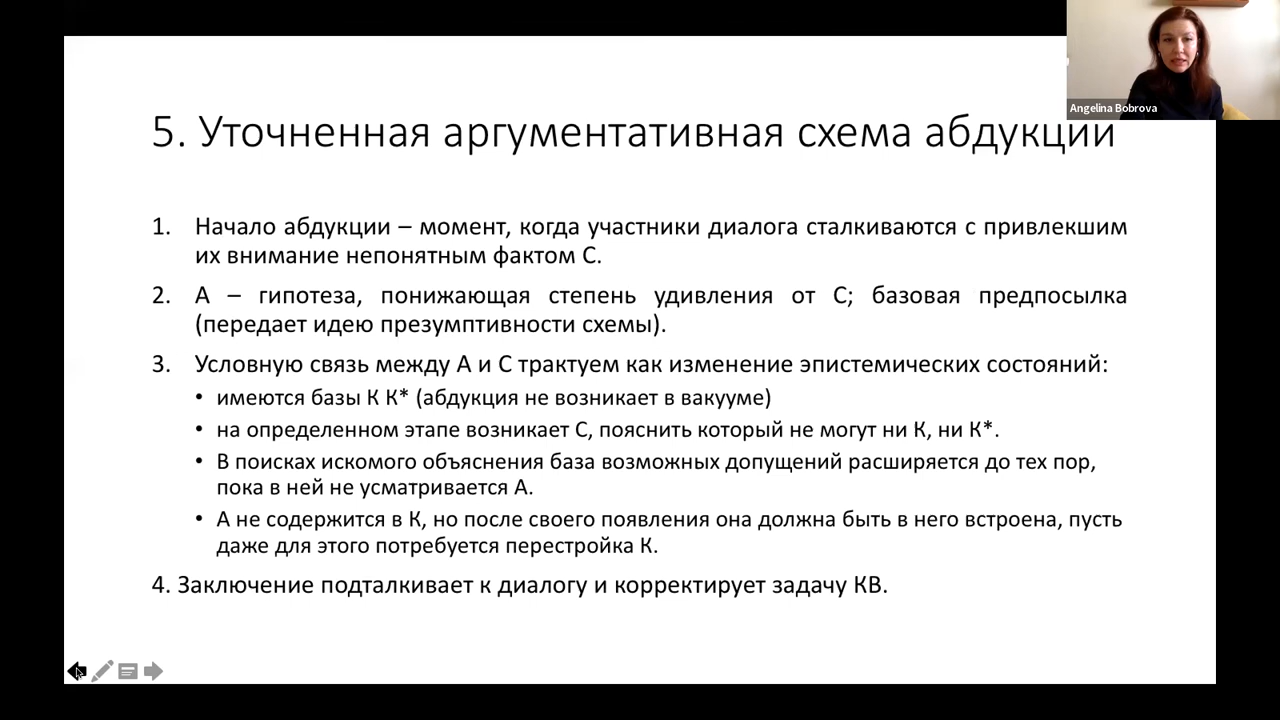 Angelina Bobrova
5. Уточненная аргументативная схема абдукции
1. Начало абдукции – момент, когда участники диалога сталкиваются с привлекшим
их внимание непонятным фактом С.
2. А – гипотеза, понижающая степень удивления от С; базовая предпосылка
(передает идею презумптивности схемы).
3. Условную связь между А и С трактуем как изменение эпистемических состояний:
• имеются базы К К* (абдукция не возникает в вакууме)
• на определенном этапе возникает С, пояснить который не могут ни К, ни К*.
• В поисках искомого объяснения база возможных допущений расширяется до тех пор,
пока в ней не усматривается А.
• А не содержится в К, но после своего появления она должна быть в него встроена, пусть
даже для этого потребуется перестройка К.
4. Заключение подталкивает к диалогу и корректирует задачу КВ.